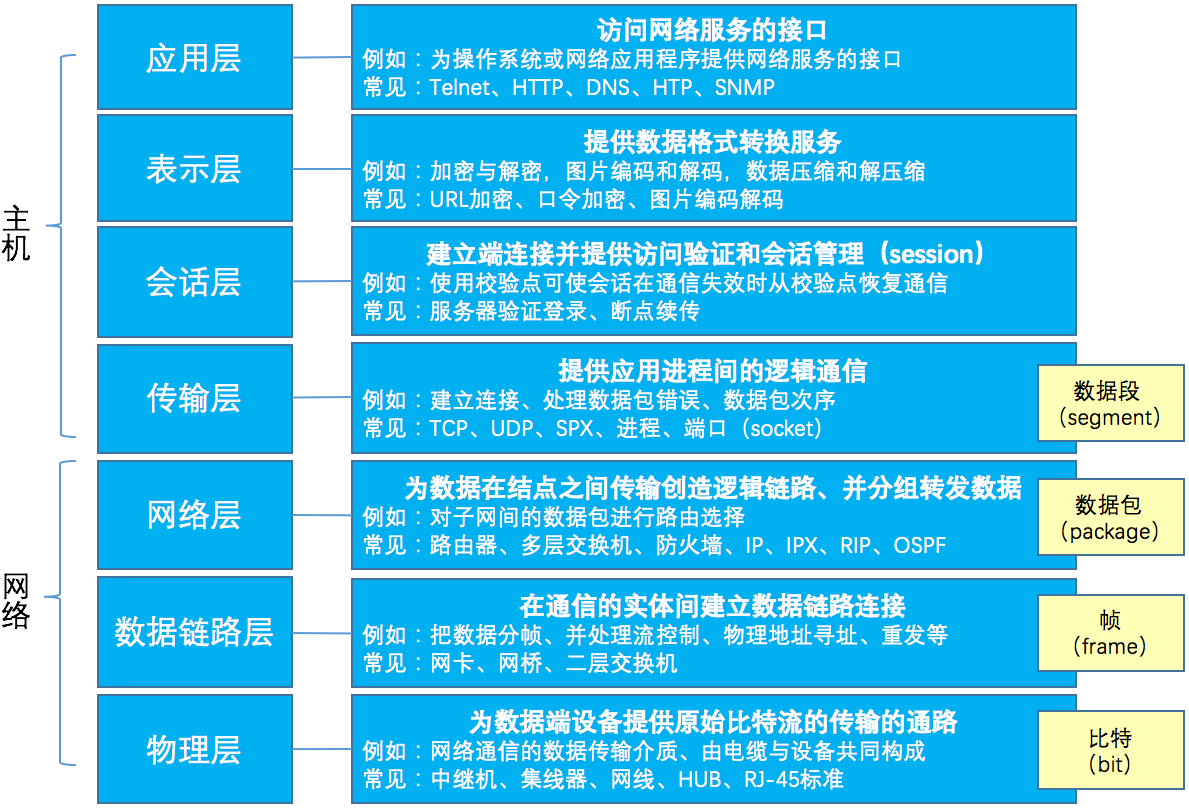 应用层
访问网络服务的接口
例如：为操作系统或网络应用程序提供网络服务的接口
常见：Telnet、HTTP、DNS、HTP、SNMP
表示层
提供数据格式转换服务
例如：加密与解密，图片编码和解码，数据压缩和解压缩
常见：URL加密、口令加密、图片编码解码
主机
会话层
建立端连接并提供访问验证和会话管理（session）
例如：使用校验点可使会话在通信失效时从校验点恢复通信
常见：服务器验证登录、断点续传
传输层
提供应用进程间的逻辑通信
例如：建立连接、处理数据包错误、数据包次序
常见：TCP、UDP、SPX、进程、端口（socket）
数据段
（segment）
网络层
为数据在结点之间传输创造逻辑链路、并分组转发数据
例如：对子网间的数据包进行路由选择
常见：路由器、多层交换机、防火墙、IP、IPX、RIP、OSPF
数据包
（package）
网络
数据链路层
在通信的实体间建立数据链路连接
例如：把数据分帧、并处理流控制、物理地址寻址、重发等
常见：网卡、网桥、二层交换机
帧
（frame）
物理层
为数据端设备提供原始比特流的传输的通路
例如：网络通信的数据传输介质、由电缆与设备共同构成
常见：中继机、集线器、网线、HUB、RJ-45标准
比特
（bit）